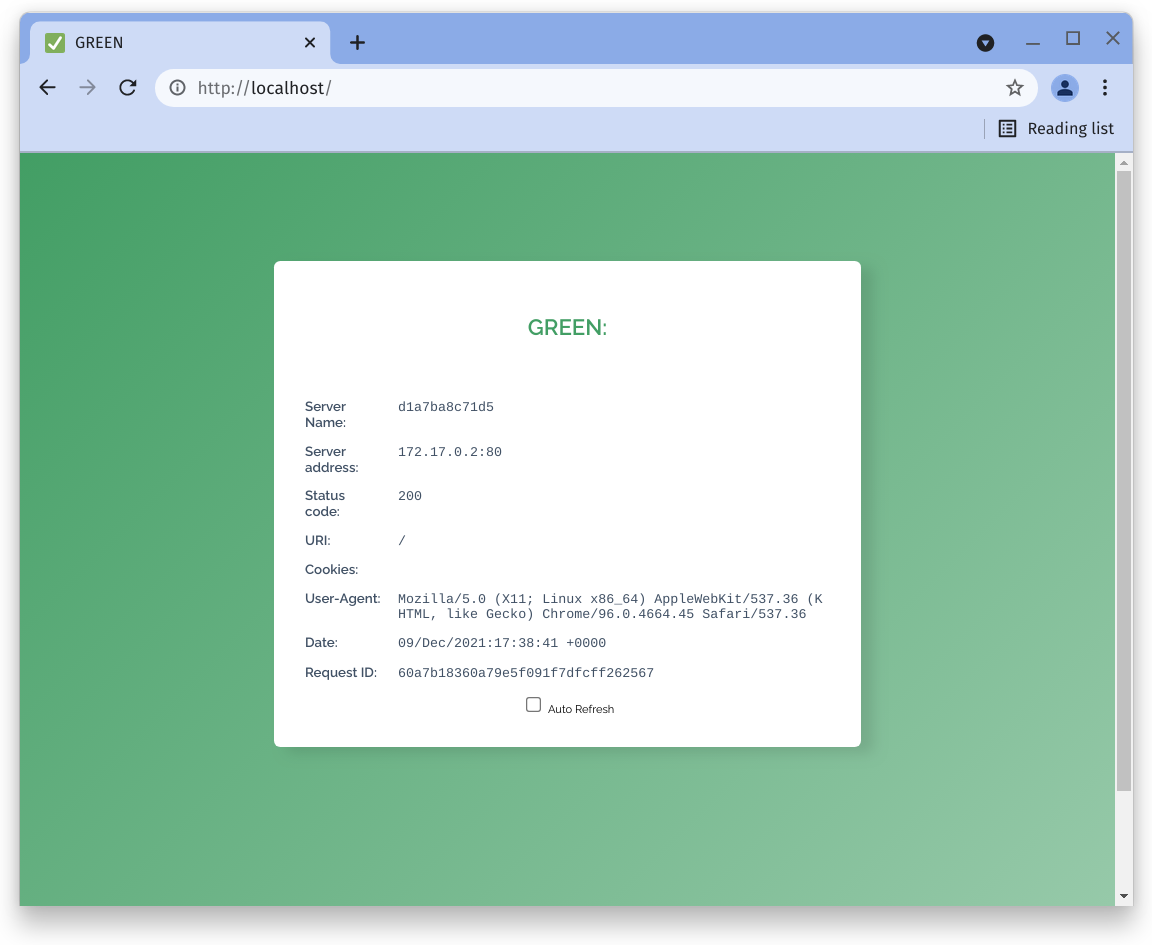 GREEN
http://localhost/
Reading list
GREEN:
Server
Name:
d1a7ba8c71d5
Server
address:
172.17.0.2:80
Status
code:
200
URI:
/
Cookies:
User-Agent:
Mozilla/5.0 (X11; Linux x86_64) AppleWebKit/537.36 (K
HTML, like Gecko) Chrome/96.0.4664.45 Safari/537.36
Date:
09/Dec/2021:17:38:41 +0000
Request ID:
60a7b18360a79e5f091f7dfcff262567
Auto Refresh